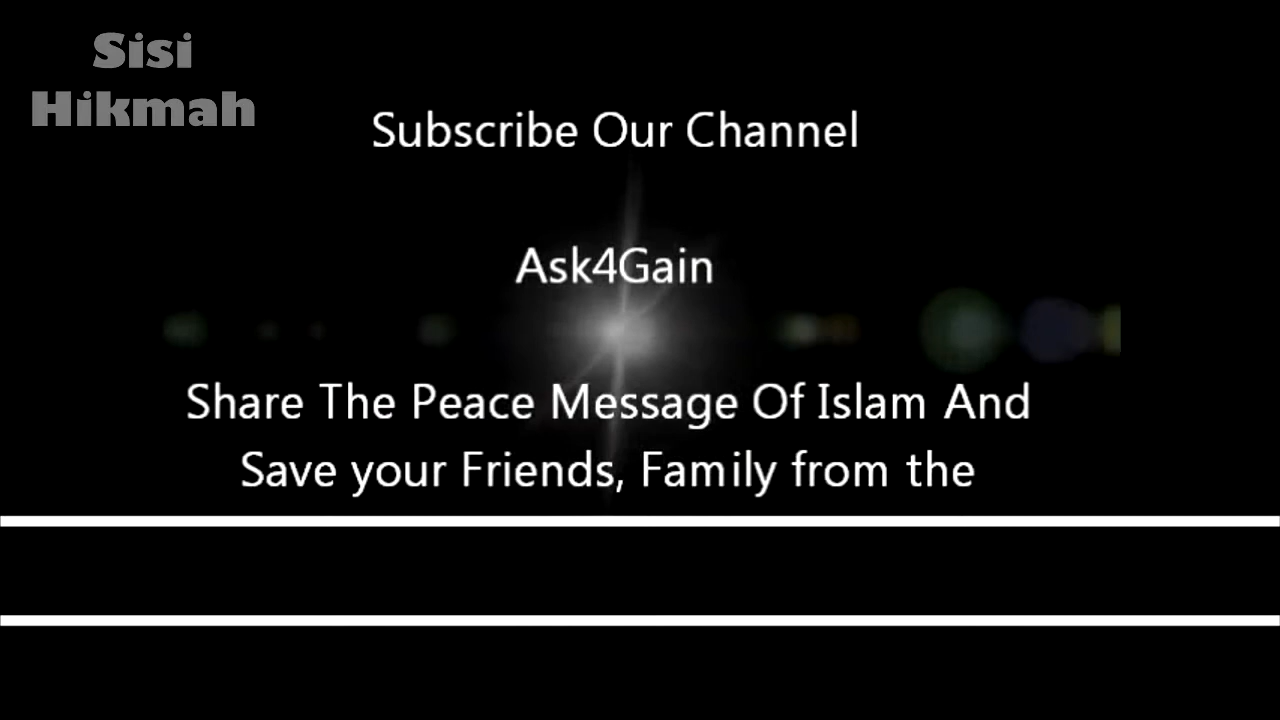 Sisi
Hikmah
Subscribe Our Channel
Ask4Gain
Share The Peace Message Of Islam And
Save your Friends, Family from the